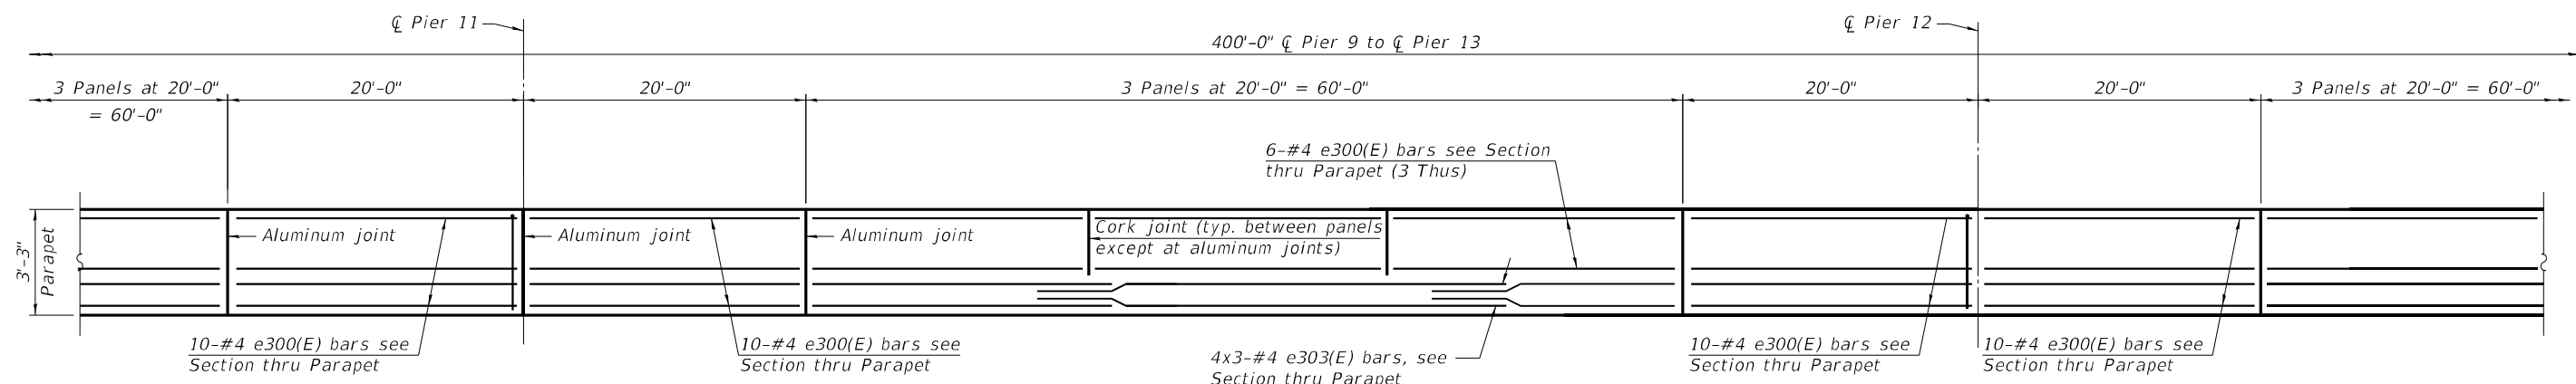 ℄ Pier 11
℄ Pier 12
400'-0" ℄ Pier 9 to ℄ Pier 13
3 Panels at 20'-0"
= 60'-0"
20'-0"
20'-0"
3 Panels at 20'-0" = 60'-0"
20'-0"
20'-0"
3 Panels at 20'-0" = 60'-0"
6-#4 e300(E) bars see Section
thru Parapet (3 Thus)
3'-3"
Parapet
Aluminum joint
Aluminum joint
Aluminum joint
Cork joint (typ. between panels
except at aluminum joints)
10-#4 e300(E) bars see
Section thru Parapet
10-#4 e300(E) bars see
Section thru Parapet
4x3-#4 e303(E) bars, see
Section thru Parapet
10-#4 e300(E) bars see
Section thru Parapet
10-#4 e300(E) bars see
Section thru Parapet